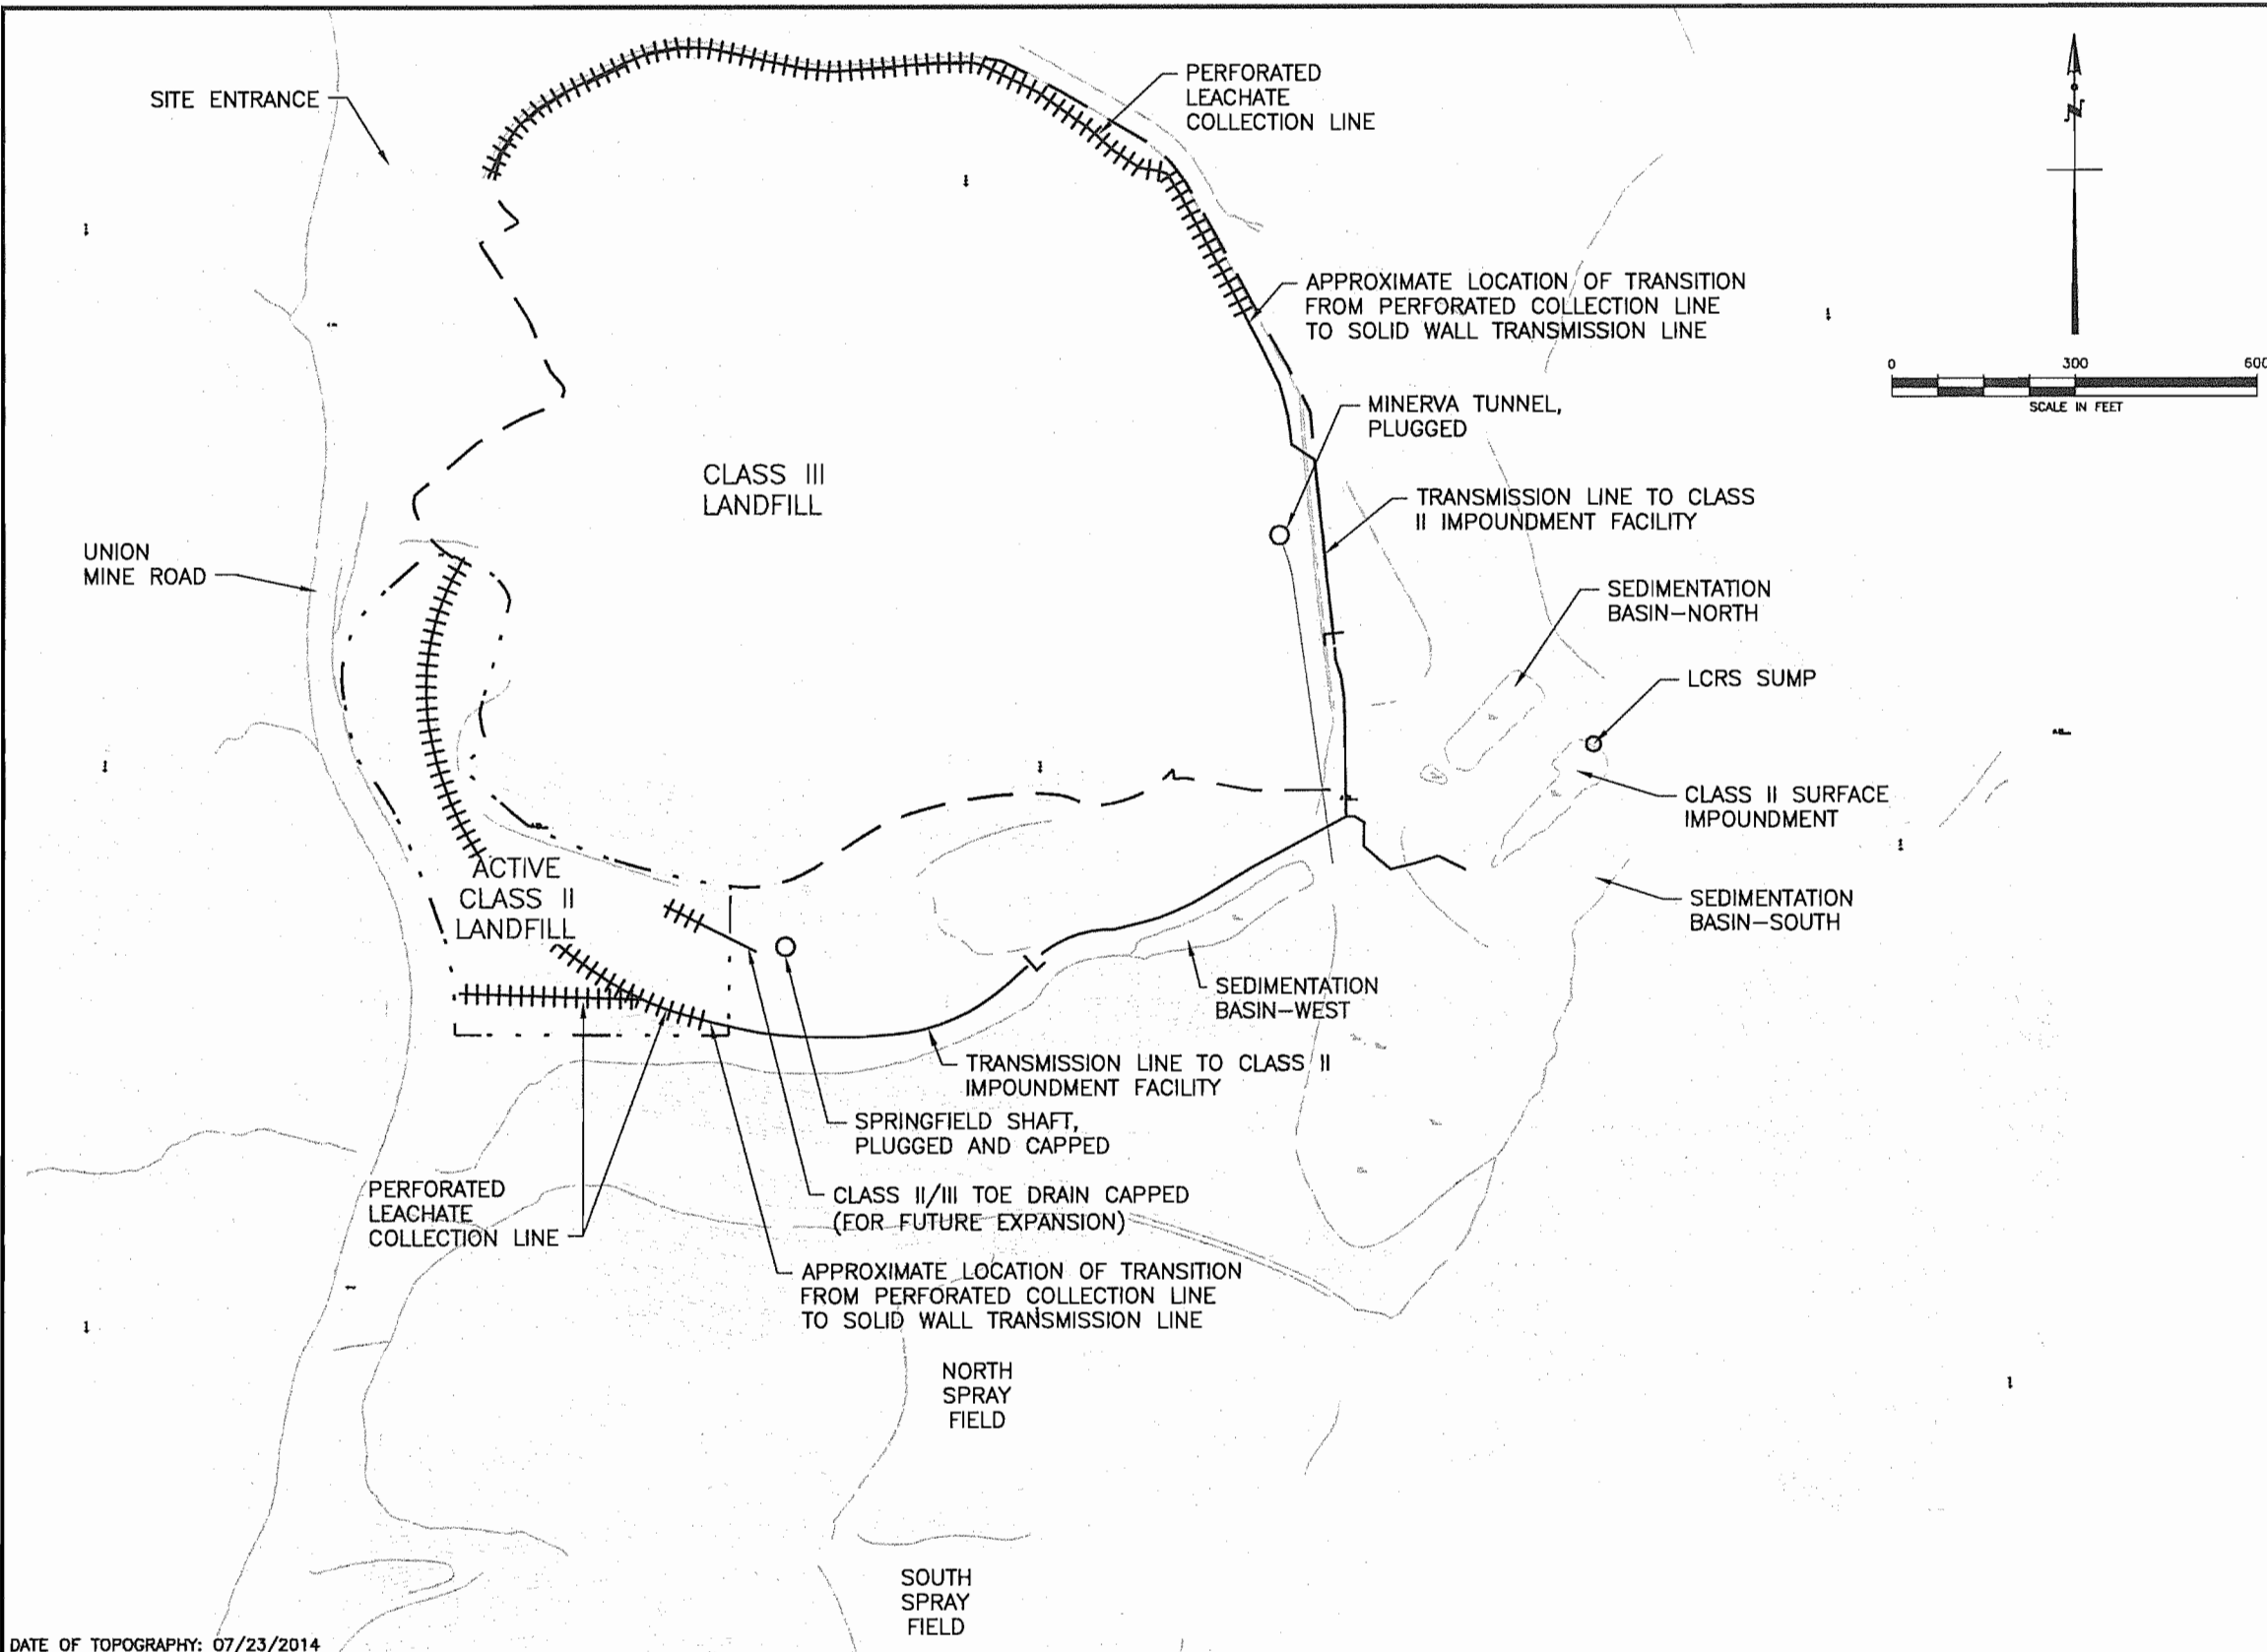 SITE ENTRANCE
PERFORATED
LEACHATE
COLLECTION LINE
N
APPROXIMATE LOCATION OF TRANSITION
FROM PERFORATED COLLECTION LINE
TO SOLID WALL TRANSMISSION LINE
0 300 600
SCALE IN FEET
MINERVA TUNNEL,
PLUGGED
CLASS III
LANDFILL
TRANSMISSION LINE TO CLASS
II IMPOUNDMENT FACILITY
UNION
MINE ROAD
SEDIMENTATION
BASIN-NORTH
LCRS SUMP
CLASS II SURFACE
IMPOUNDMENT
ACTIVE
CLASS II
LANDFILL
SEDIMENTATION
BASIN-SOUTH
SEDIMENTATION
BASIN-WEST
TRANSMISSION LINE TO CLASS II
IMPOUNDMENT FACILITY
SPRINGFIELD SHAFT,
PLUGGED AND CAPPED
PERFORATED
LEACHATE
COLLECTION LINE
CLASS II/III TOE DRAIN CAPPED
(FOR FUTURE EXPANSION)
APPROXIMATE LOCATION OF TRANSITION
FROM PERFORATED COLLECTION LINE
TO SOLID WALL TRANSMISSION LINE
NORTH
SPRAY
FIELD
SOUTH
SPRAY
FIELD
DATE OF TOPOGRAPHY: 07/23/2014